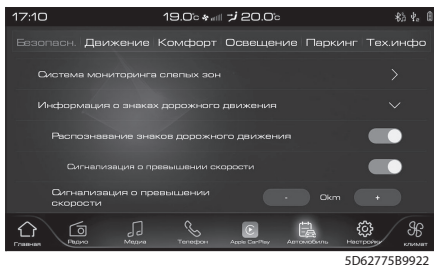 17:10 19.0°c 20.0°c
Безопасн. Движение Комфорт Освещение Паркинг Тех.инфо
Система мониторинга слепых зон
Информация о знаках дорожного движения
Распознавание знаков дорожного движения
Сигнализация о превышении скорости
Сигнализация о превышении
скорости - 0km +
Главная Радио Медиа Телефон Apple CarPlay Автомобиль Настройки климат
5D62775B9922